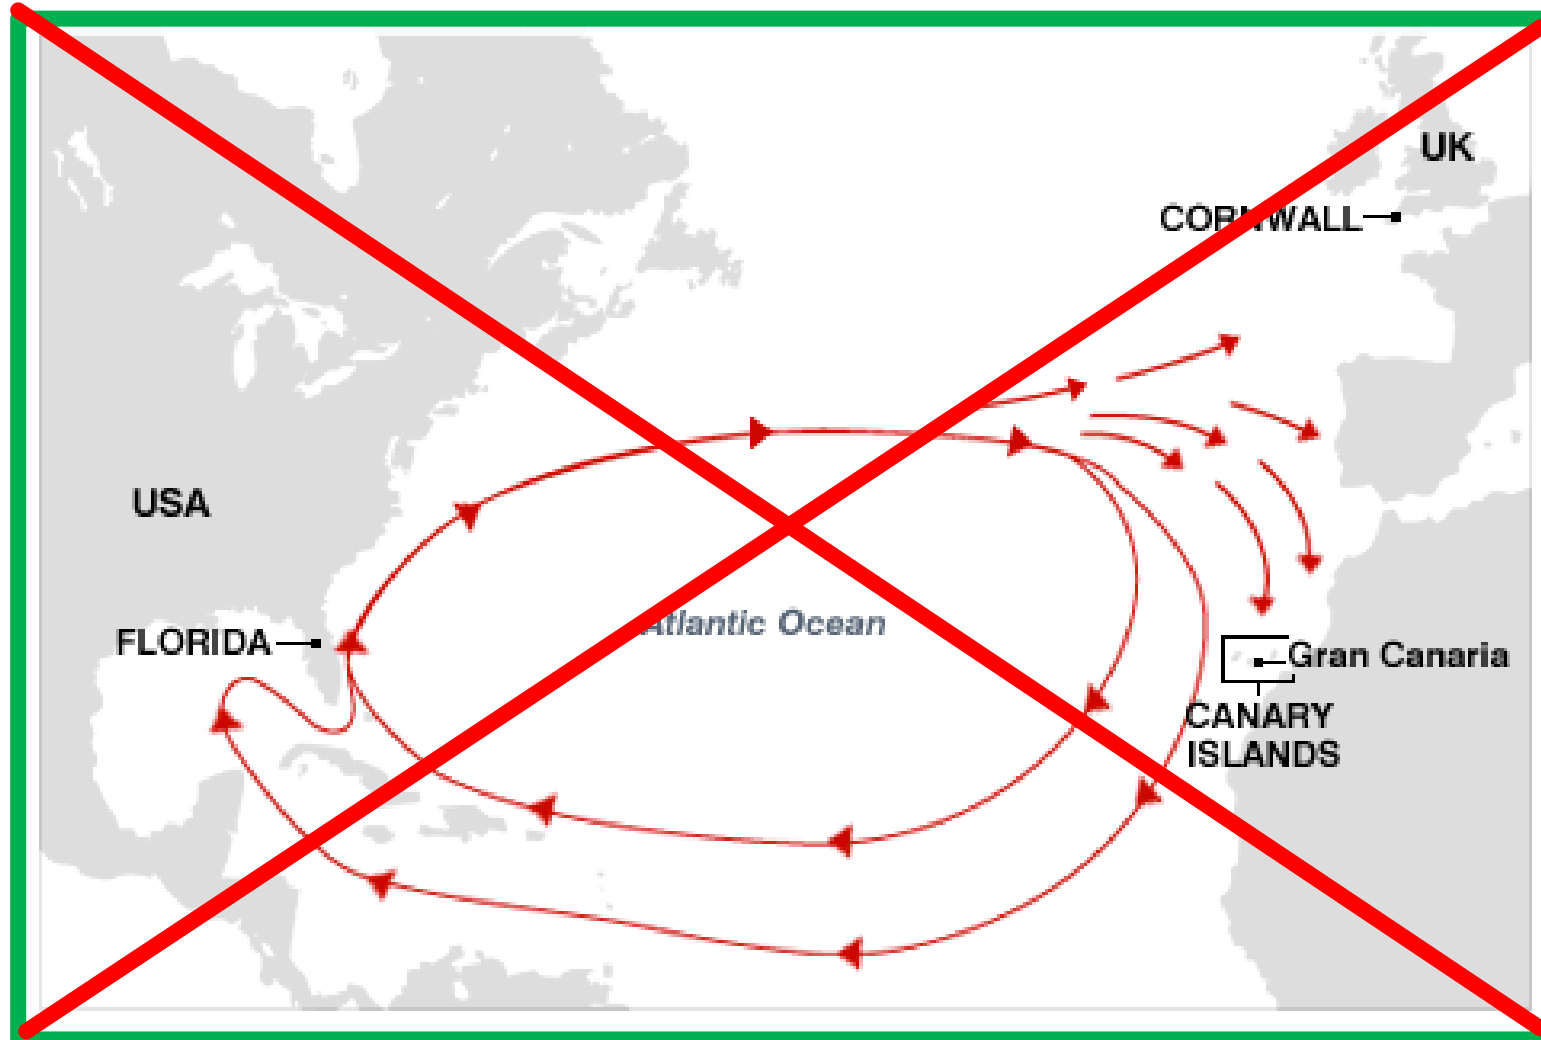 UK
CORNWALL
USA
Atlantic Ocean
FLORIDA
Gran Canaria
CANARY
ISLANDS